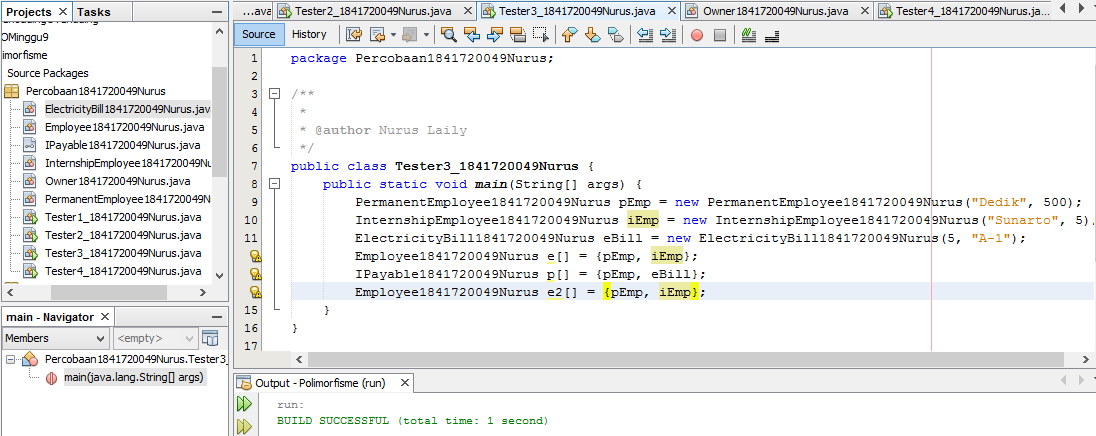 Projects
Tasks
OMinggu9
imorfisme
Source Packages
Percobaan1841720049Nurus
ElectricityBill1841720049Nurus.java
Employee1841720049Nurus.java
IPayable1841720049Nurus.java
InternshipEmployee1841720049Nurus
Owner1841720049Nurus.java
PermanentEmployee1841720049Nurus
Tester1_1841720049Nurus.java
Tester2_1841720049Nurus.java
Tester3_1841720049Nurus.java
Tester4_1841720049Nurus.java
main - Navigator
Members
<empty>
Percobaan1841720049Nurus.Tester3_
main(java.lang.String[] args)
...ava
Tester2_1841720049Nurus.java
Tester3_1841720049Nurus.java
Owner1841720049Nurus.java
Tester4_1841720049Nurus.ja...
Source
History
1 package Percobaan1841720049Nurus;
2
3 /**
4 *
5 * @author Nurus Laily
6 */
7 public class Tester3_1841720049Nurus {
8 public static void main(String[] args) {
9 PermanentEmployee1841720049Nurus pEmp = new PermanentEmployee1841720049Nurus("Dedik", 500);
10 InternshipEmployee1841720049Nurus iEmp = new InternshipEmployee1841720049Nurus("Sunarto", 5)
11 ElectricityBill1841720049Nurus eBill = new ElectricityBill1841720049Nurus(5, "A-1");
Employee1841720049Nurus e[] = {pEmp, iEmp};
IPayable1841720049Nurus p[] = {pEmp, eBill};
Employee1841720049Nurus e2[] = {pEmp, iEmp};
15 }
16 }
17
Output - Polimorfisme (run)
run:
BUILD SUCCESSFUL (total time: 1 second)